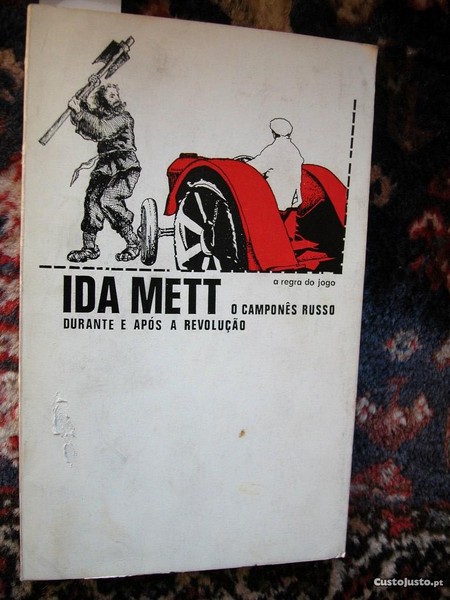 a regra do jogo
IDA METT O CAMPONÊS RUSSO
DURANTE E APÓS A REVOLUÇÃO
CustoJusto.pt